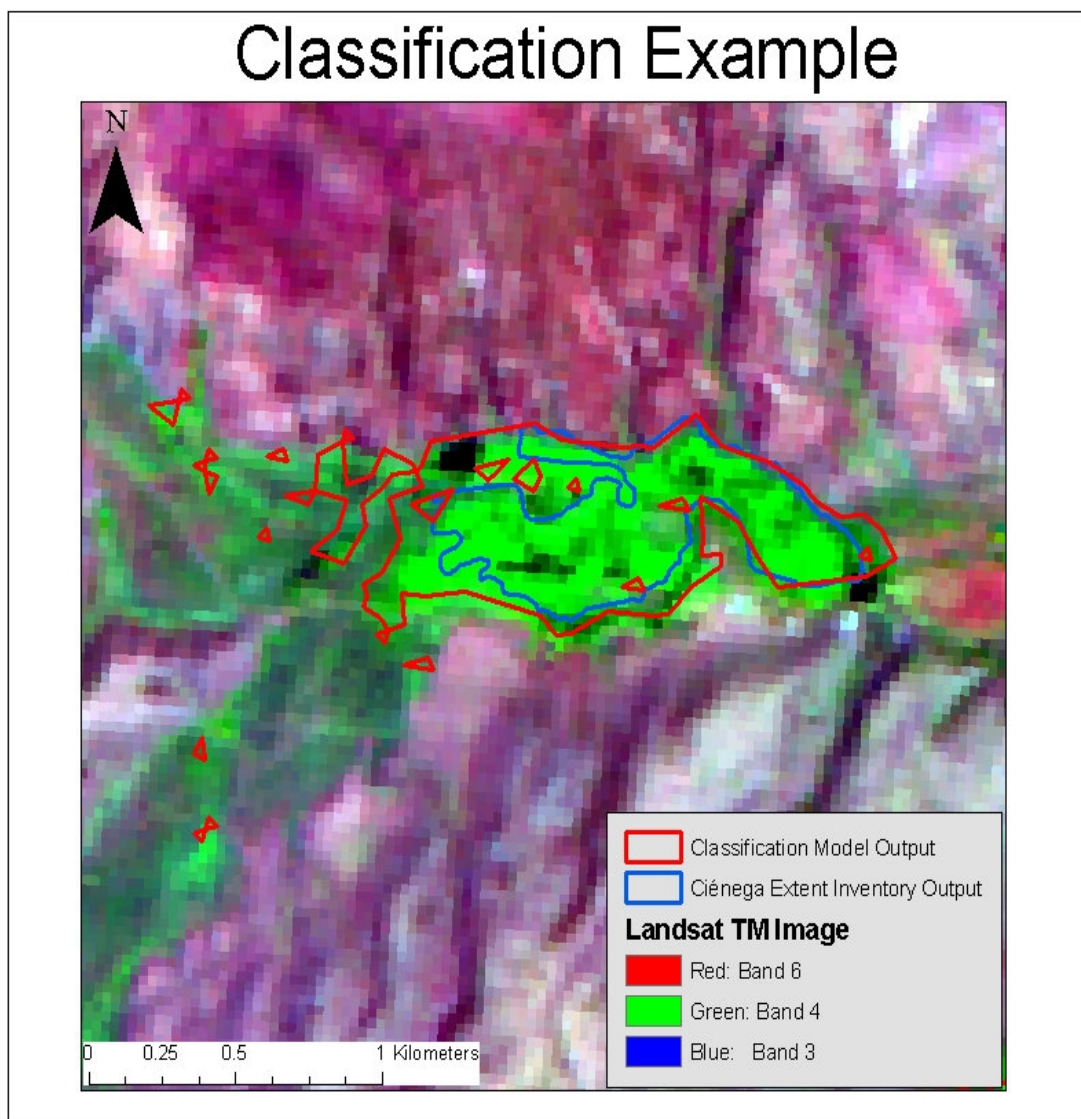 Classification Example
N
Classification Model Output
Ciénega Extent Inventory Output
Landsat TM Image
Red: Band 6
Green: Band 4
Blue: Band 3
0 0.25 0.5 1 Kilometers